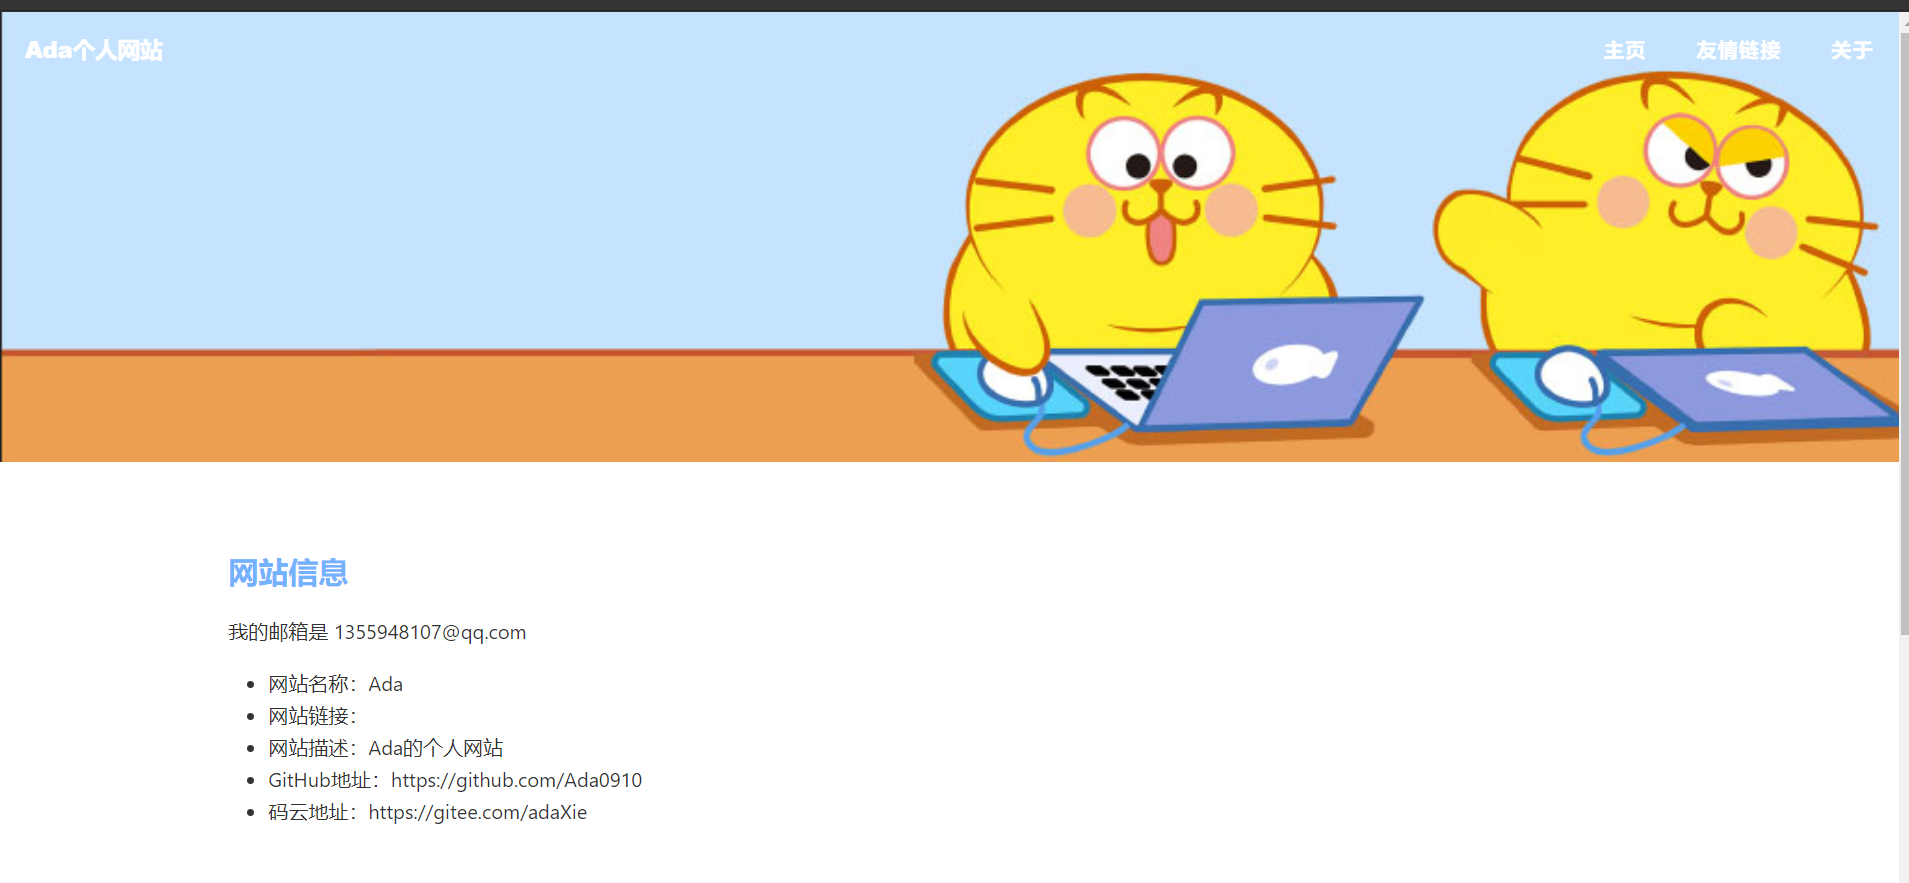 Ada个人网站
主页 友情链接 关于
网站信息
我的邮箱是 1355948107@qq.com
网站名称：Ada
网站链接：
网站描述：Ada的个人网站
GitHub地址：https://github.com/Ada0910
码云地址：https://gitee.com/adaXie